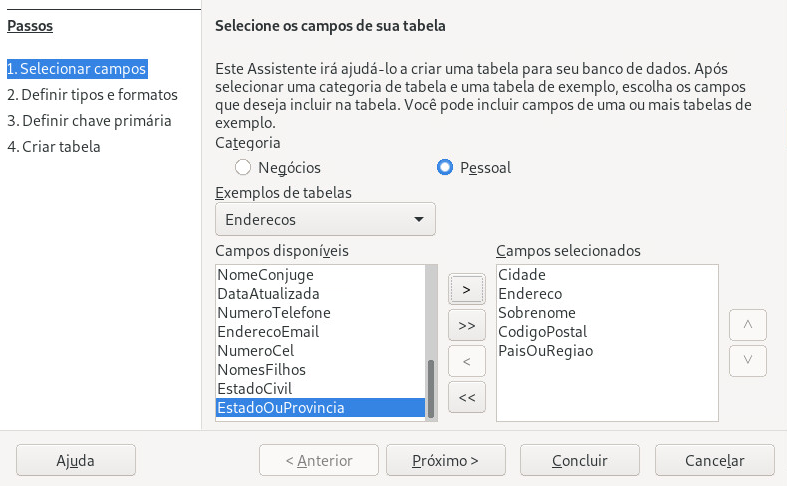 Passos
1. Selecionar campos
2. Definir tipos e formatos
3. Definir chave primária
4. Criar tabela
Selecione os campos de sua tabela
Este Assistente irá ajudá-lo a criar uma tabela para seu banco de dados. Após
selecionar uma categoria de tabela e uma tabela de exemplo, escolha os campos
que deseja incluir na tabela. Você pode incluir campos de uma ou mais tabelas de
exemplo.
Categoria
Negócios
Pessoal
Exemplos de tabelas
Enderecos
Campos disponíveis
NomeConjuge
DataAtualizada
NumeroTelefone
EnderecoEmail
NumeroCel
NomesFilhos
EstadoCivil
EstadoOuProvincia
>
>>
<
<<
Campos selecionados
Cidade
Endereco
Sobrenome
CodigoPostal
PaisOuRegiao
Ajuda
< Anterior
Próximo >
Concluir
Cancelar